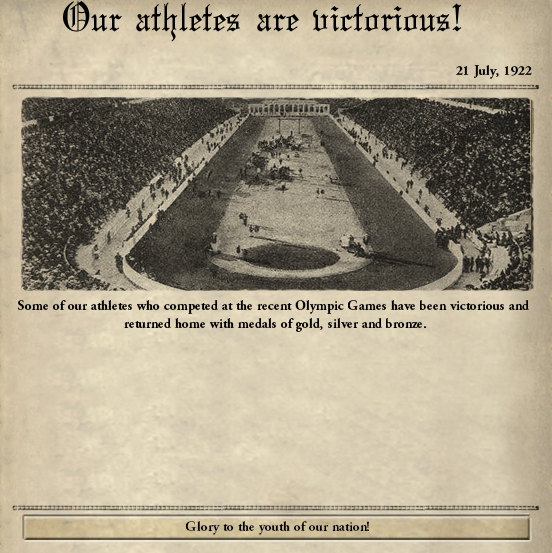 Our athletes are victorious!
21 July, 1922
Some of our athletes who competed at the recent Olympic Games have been victorious and
returned home with medals of gold, silver and bronze.
Glory to the youth of our nation!